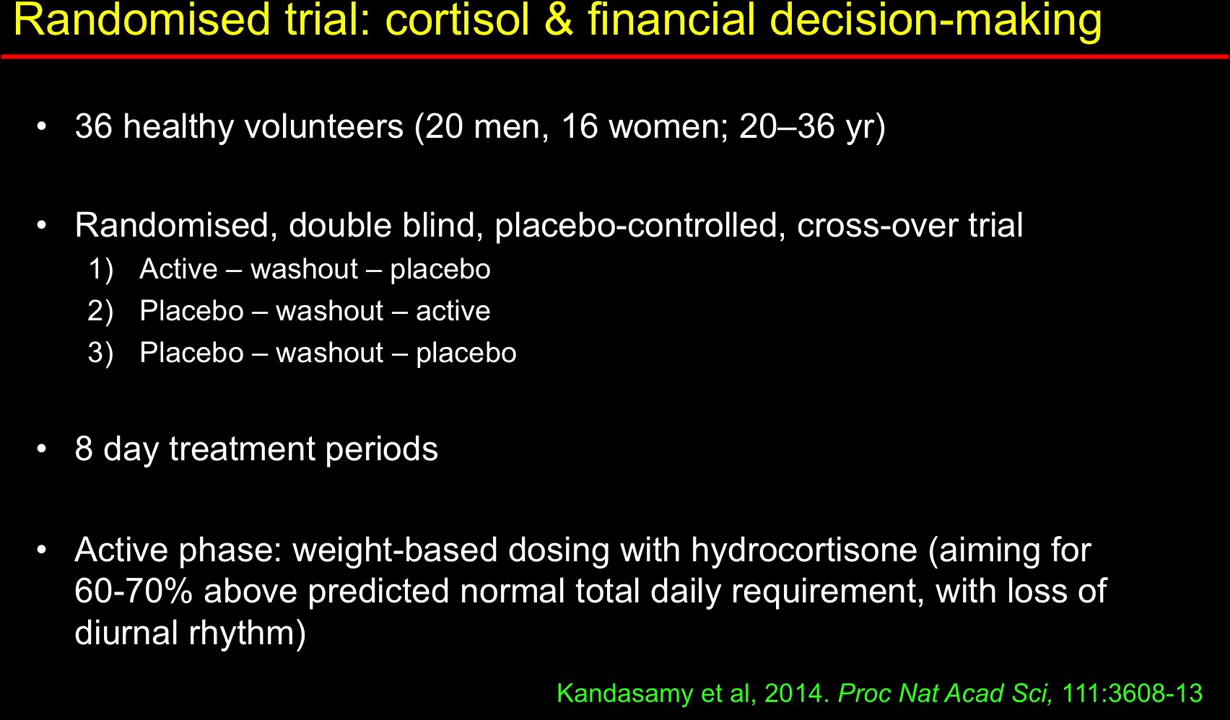 Randomised trial: cortisol & financial decision-making
• 36 healthy volunteers (20 men, 16 women; 20–36 yr)
• Randomised, double blind, placebo-controlled, cross-over trial
1) Active – washout – placebo
2) Placebo – washout – active
3) Placebo – washout – placebo
• 8 day treatment periods
• Active phase: weight-based dosing with hydrocortisone (aiming for
60-70% above predicted normal total daily requirement, with loss of
diurnal rhythm)
Kandasamy et al, 2014. Proc Nat Acad Sci, 111:3608-13